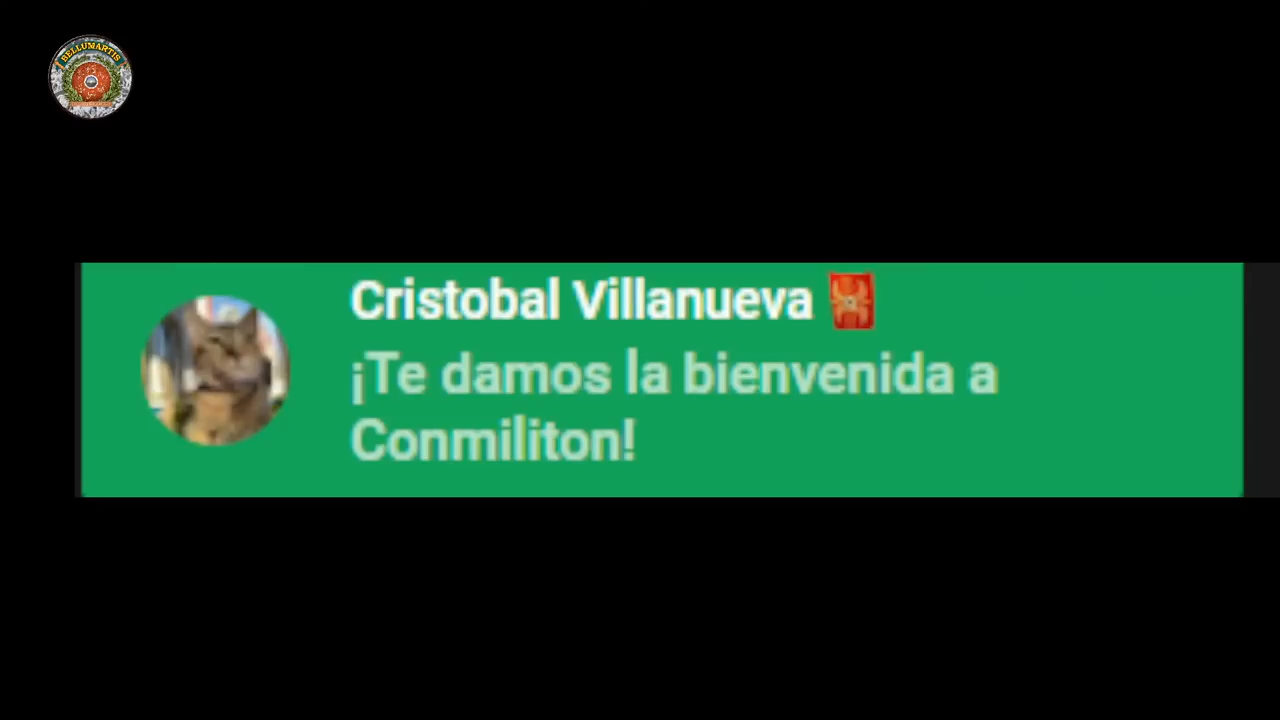 BELLUMARTIS
Cristobal Villanueva
¡Te damos la bienvenida a
Conmiliton!